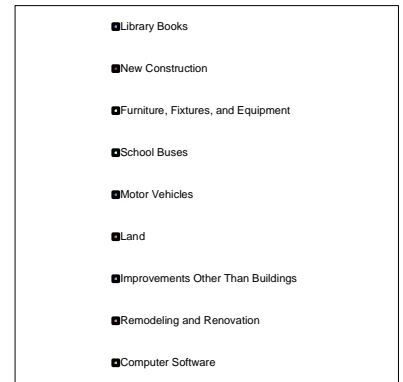 Library Books
New Construction
Furniture, Fixtures, and Equipment
School Buses
Motor Vehicles
Land
Improvements Other Than Buildings
Remodeling and Renovation
Computer Software